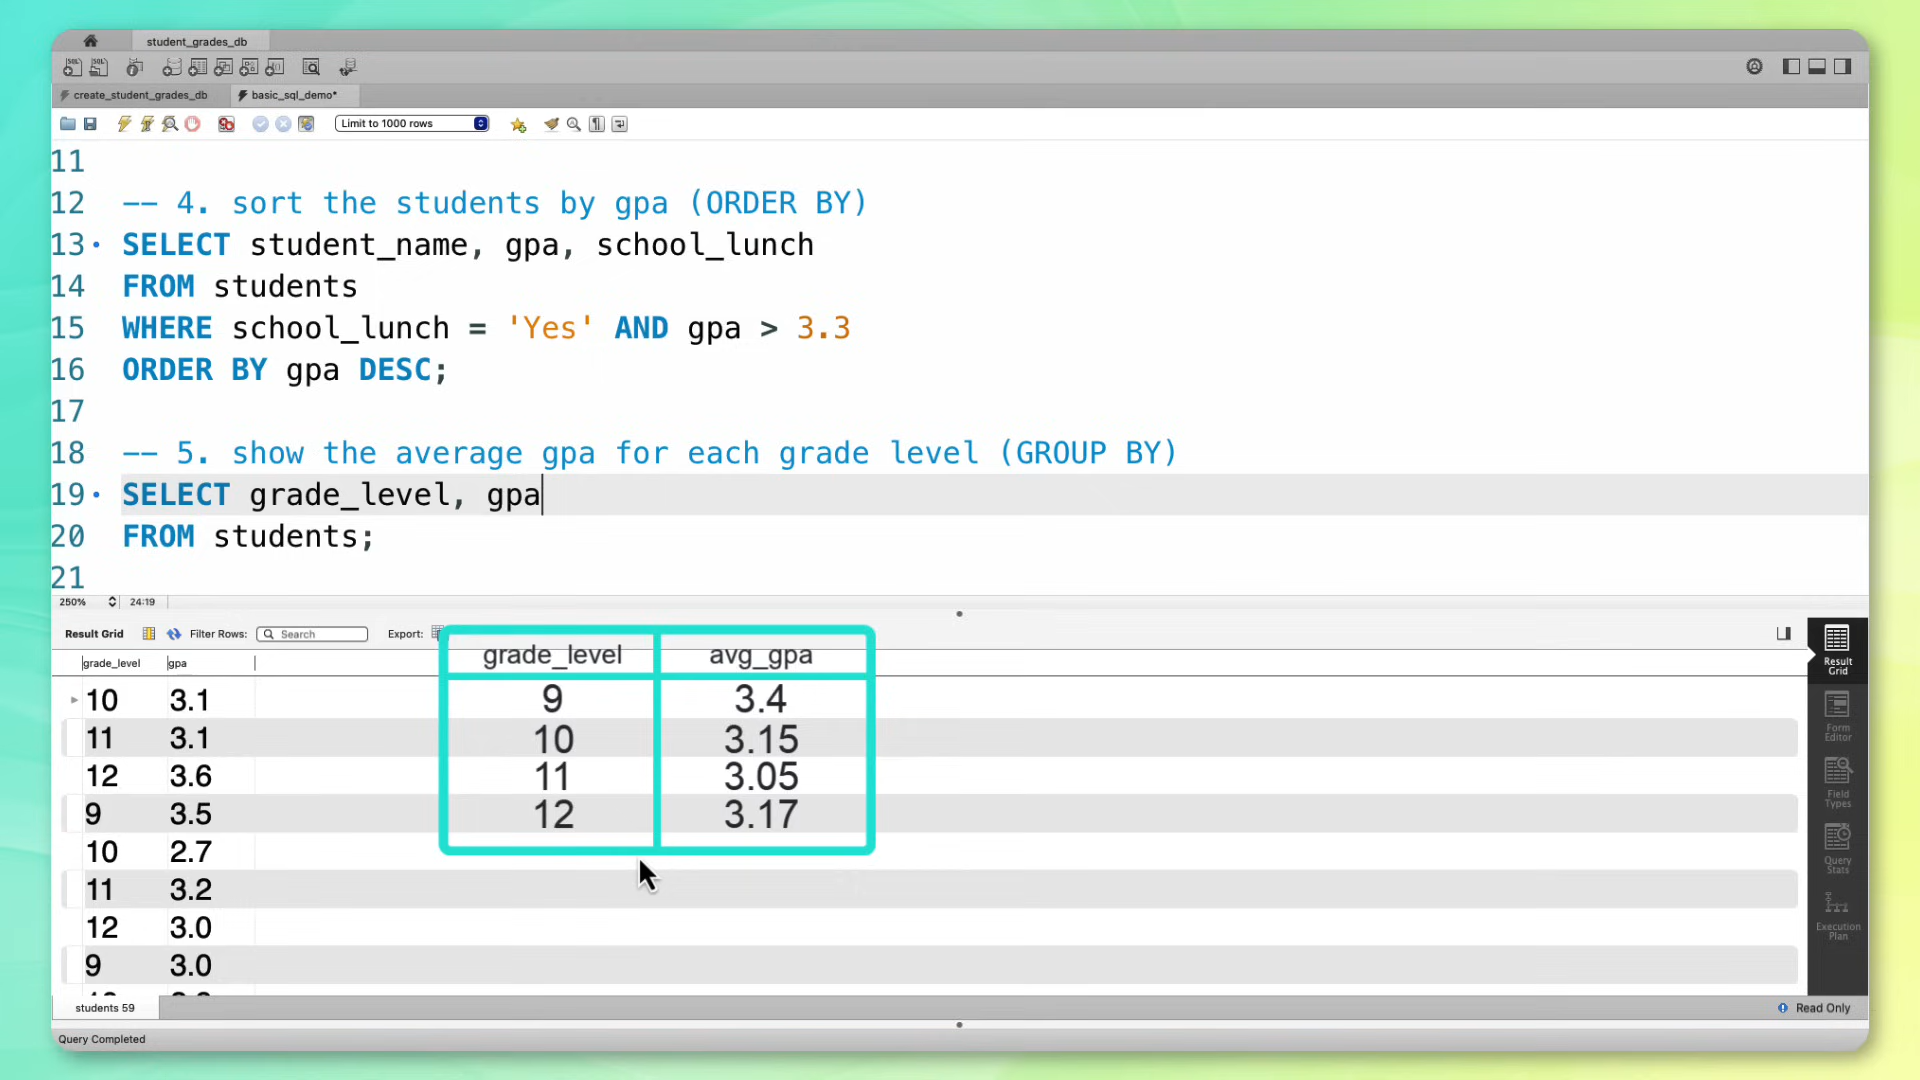 student_grades_db
create_student_grades_db
basic_sql_demo*
Limit to 1000 rows
11
12 -- 4. sort the students by gpa (ORDER BY)
13 SELECT student_name, gpa, school_lunch
14 FROM students
15 WHERE school_lunch = 'Yes' AND gpa > 3.3
16 ORDER BY gpa DESC;
17
18 -- 5. show the average gpa for each grade level (GROUP BY)
19 SELECT grade_level, gpa
20 FROM students;
21
250% 24:19
Result Grid Filter Rows: Search Export:
grade_level gpa
10 3.1
11 3.1
12 3.6
9 3.5
10 2.7
11 3.2
12 3.0
9 3.0
grade_level avg_gpa
9 3.4
10 3.15
11 3.05
12 3.17
Result
Grid
Form
Editor
Field
Types
Query
Stats
Execution
Plan
students 59
Read Only
Query Completed